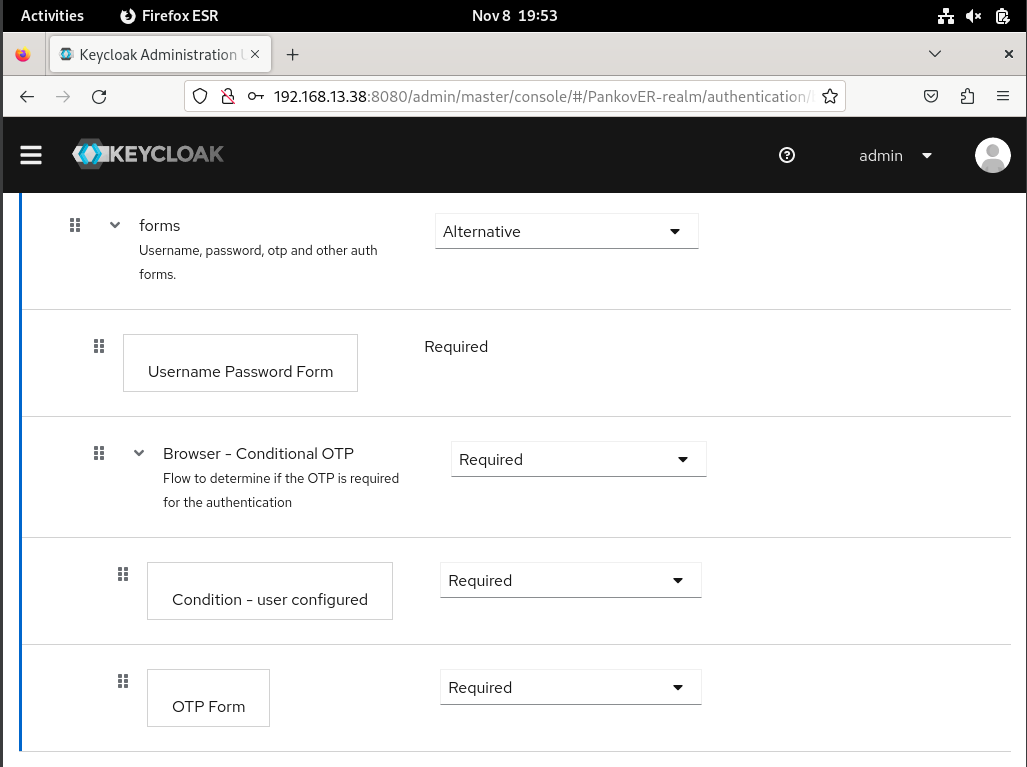 Activities Firefox ESR Nov 8 19:53
Keycloak Administration
192.168.13.38:8080/admin/master/console/#/PankovER-realm/authentication/
KEYCLOAK admin
forms Alternative
Username, password, otp and other auth
forms.
Required
Username Password Form
Browser - Conditional OTP Required
Flow to determine if the OTP is required
for the authentication
Required
Condition - user configured
Required
OTP Form